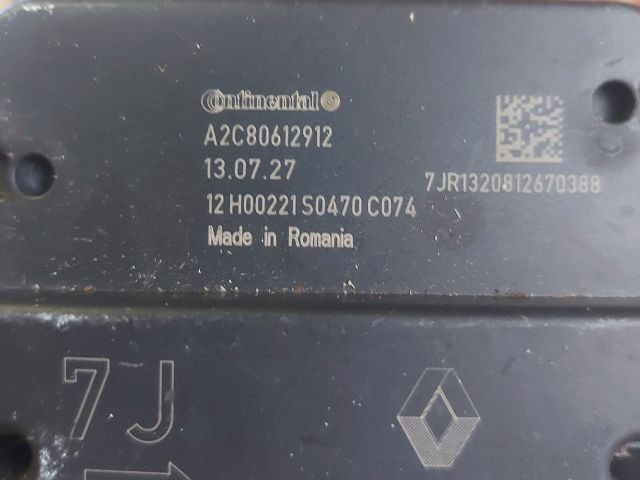 Continental
A2C80612912
13.07.27
7JR1320812670388
12 H00221 S0470 C074
Made in Romania
7J